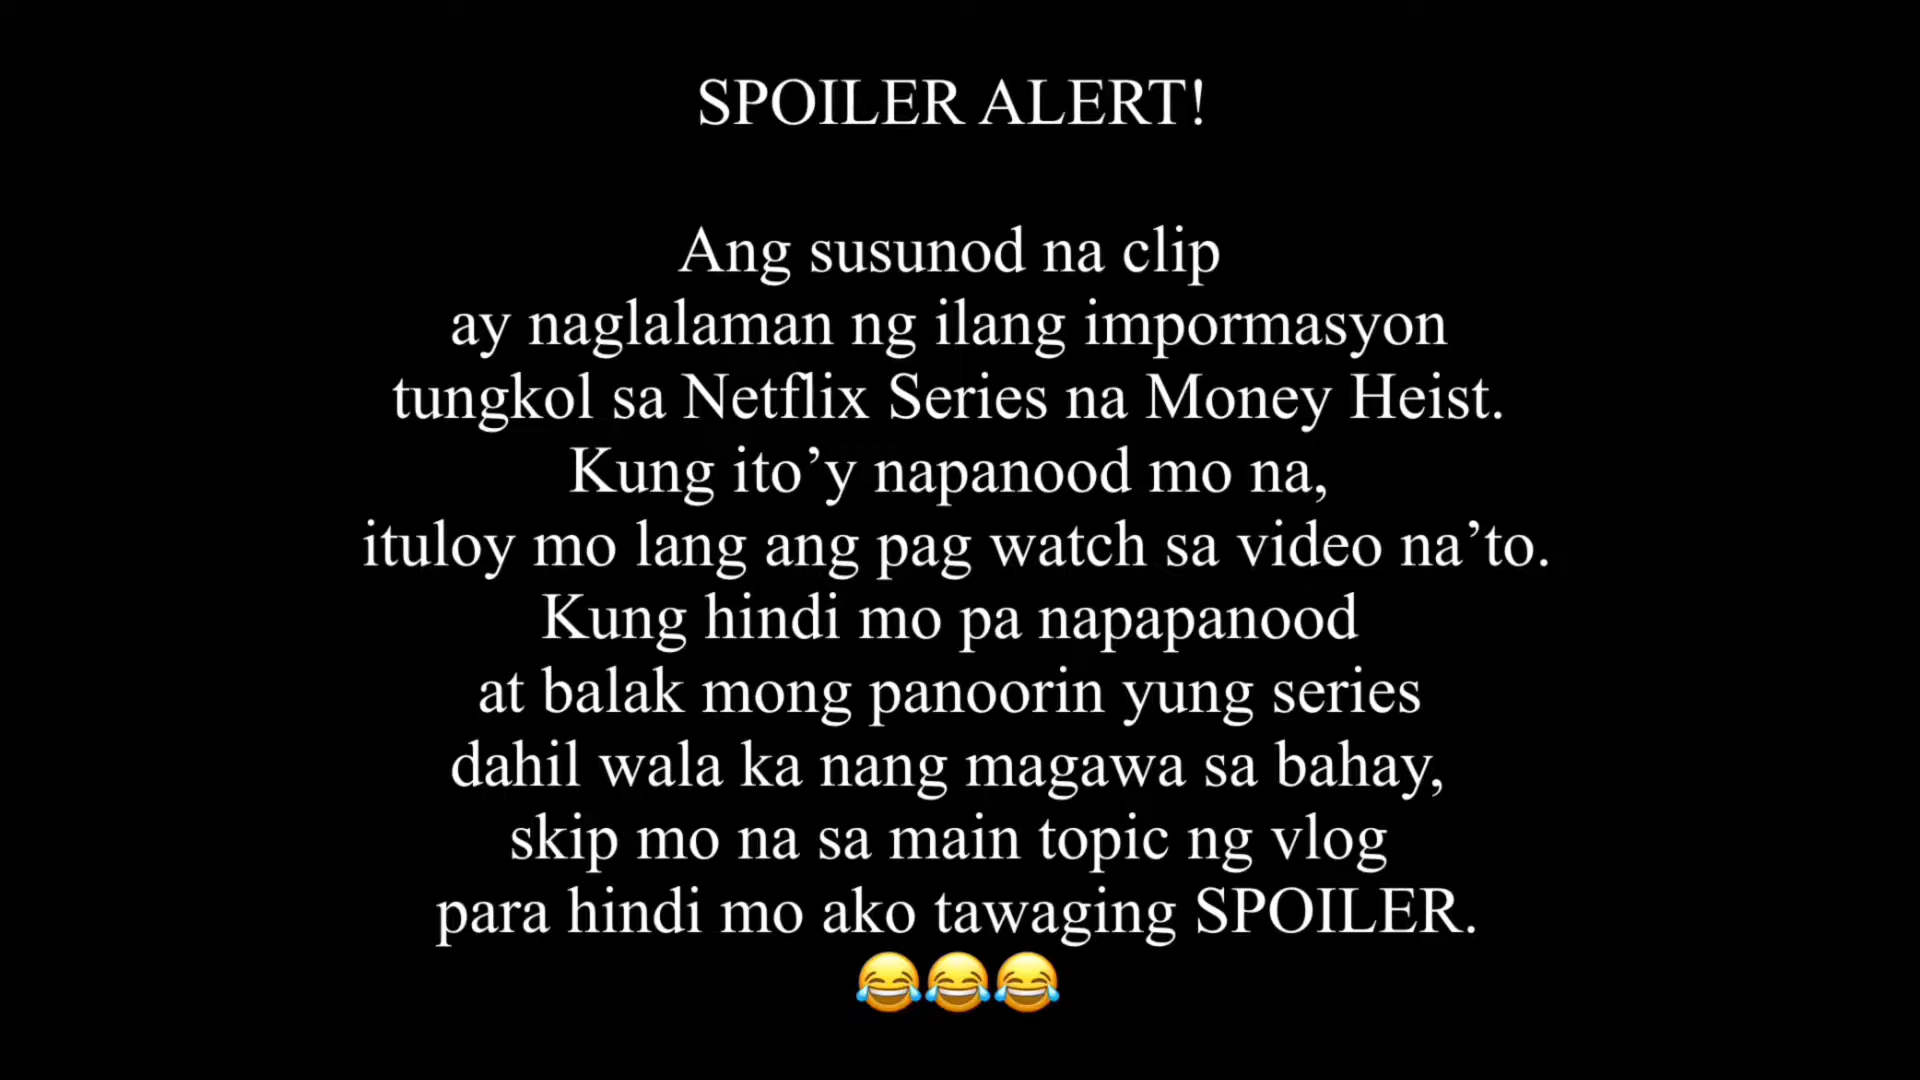 SPOILER ALERT!
Ang susunod na clip
ay naglalaman ng ilang impormasyon
tungkol sa Netflix Series na Money Heist.
Kung ito’y napanood mo na,
ituloy mo lang ang pag watch sa video na’to.
Kung hindi mo pa napapanood
at balak mong panoorin yung series
dahil wala ka nang magawa sa bahay,
skip mo na sa main topic ng vlog
para hindi mo ako tawaging SPOILER.
😂😂😂